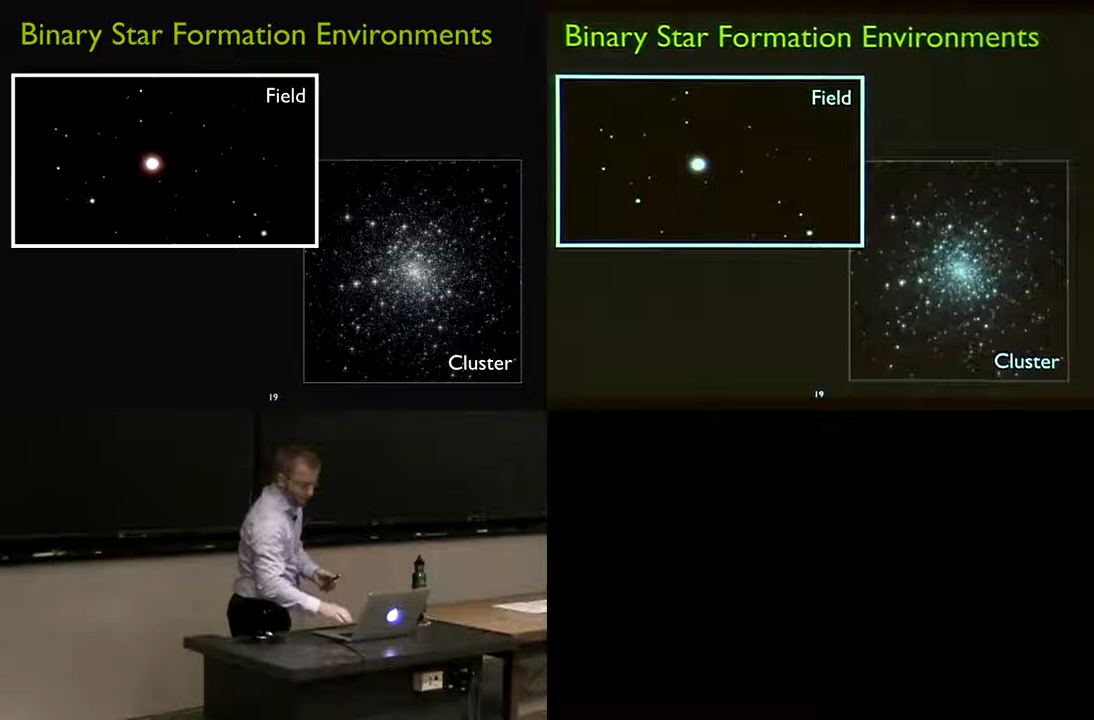 Binary Star Formation Environments
Field
Cluster
19
Binary Star Formation Environments
Field
Cluster
19